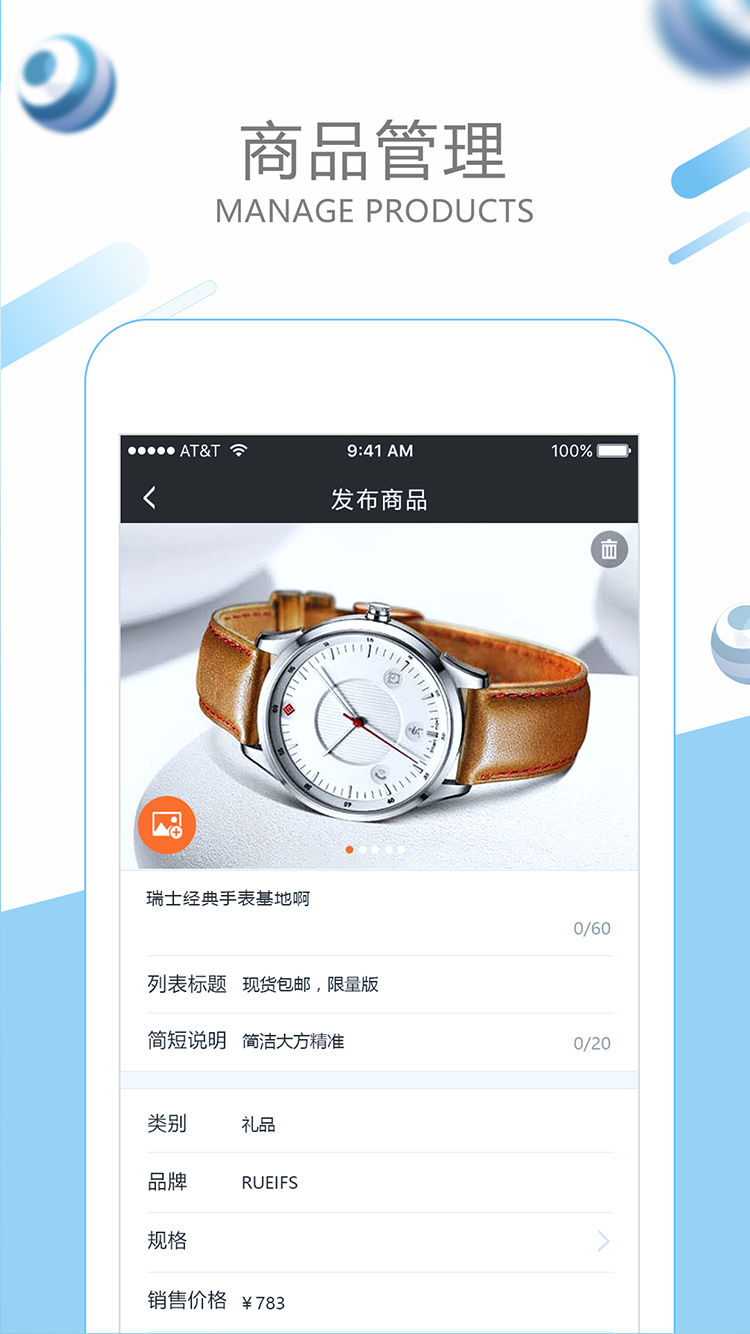 商品管理
MANAGE PRODUCTS
AT&T 9:41 AM 100%
发布商品
瑞士经典手表基地啊
0/60
列表标题 现货包邮，限量版
简短说明 简洁大方精准 0/20
类别 礼品
品牌 RUEIFS
规格
销售价格 ¥783